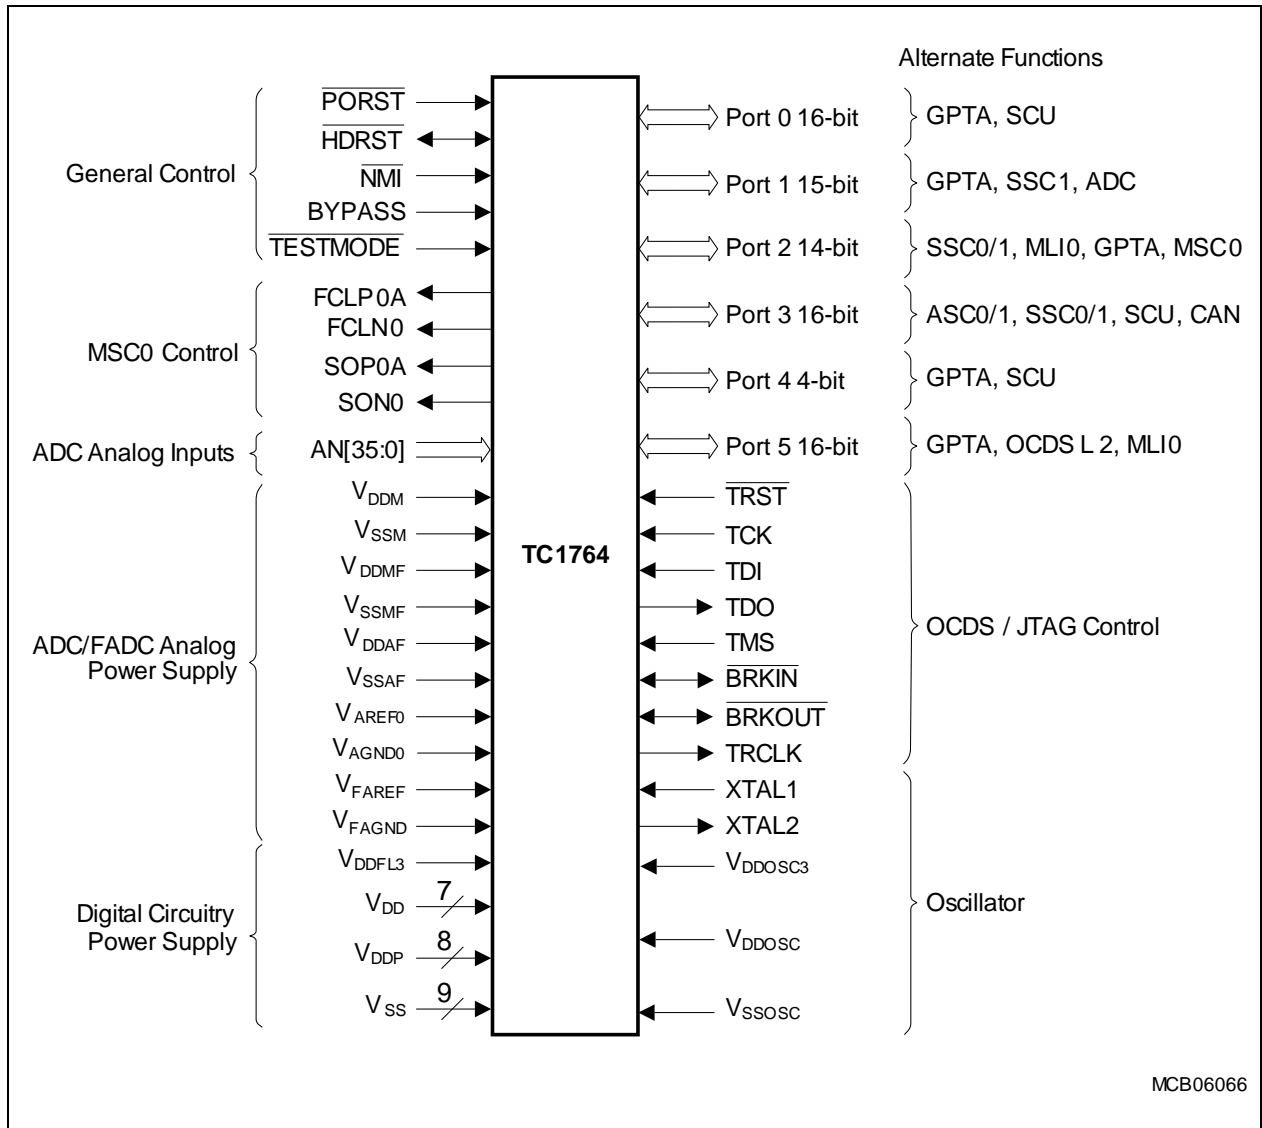 Alternate Functions
General Control
PORST
HDRST
NMI
BYPASS
TESTMODE
MSC0 Control
FCLP0A
FCLN0
SOP0A
SON0
ADC Analog Inputs
AN[35:0]
ADC/FADC Analog
Power Supply
VDDM
VSSM
VDDMF
VSSMF
VDDAF
VSSAF
VAREF0
VAGND0
VFAREF
VFAGND
Digital Circuitry
Power Supply
VDDFL3
VDD 7
VDDP 8
VSS 9
TC1764
Port 0 16-bit GPTA, SCU
Port 1 15-bit GPTA, SSC1, ADC
Port 2 14-bit SSC0/1, MLI0, GPTA, MSC0
Port 3 16-bit ASC0/1, SSC0/1, SCU, CAN
Port 4 4-bit GPTA, SCU
Port 5 16-bit GPTA, OCDS L2, MLI0
TRST
TCK
TDI
TDO
TMS
BRKIN
BRKOUT
TRCLK
OCDS / JTAG Control
XTAL1
XTAL2
VDDOSC3
VDDOSC
VSSOSC
Oscillator
MCB06066